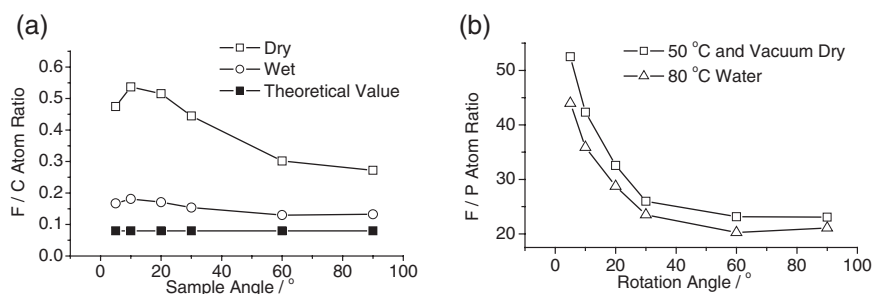 (a)
Dry
Wet
Theoretical Value
F / C Atom Ratio
0.6
0.5
0.4
0.3
0.2
0.1
0.0
0 20 40 60 80 100
Sample Angle / °
(b)
50 °C and Vacuum Dry
80 °C Water
F / P Atom Ratio
50
40
30
20
0 20 40 60 80 100
Rotation Angle / °